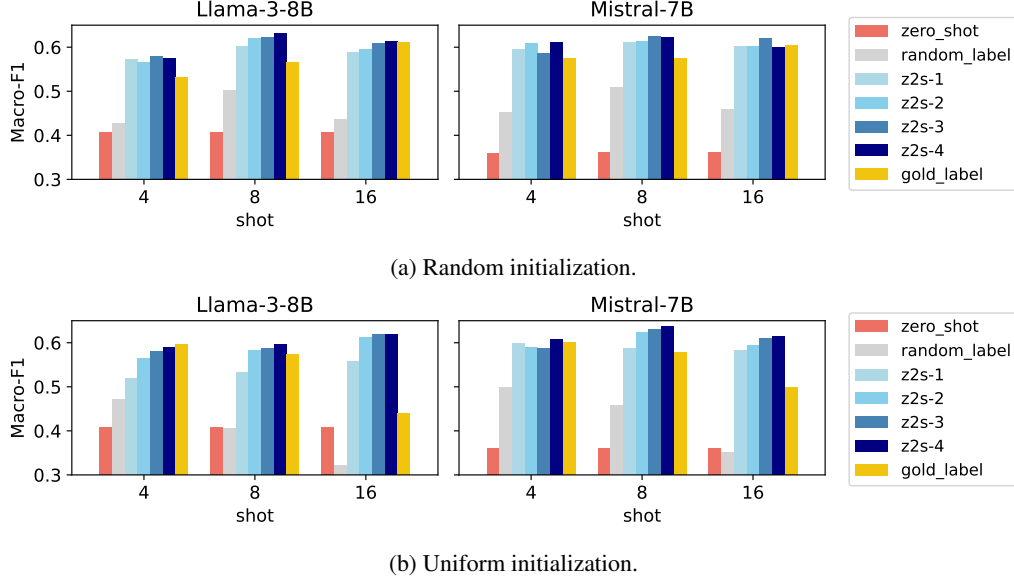 Llama-3-8B
Mistral-7B
Macro-F1
0.6
0.5
0.4
0.3
4
8
16
shot
4
8
16
shot
zero_shot
random_label
z2s-1
z2s-2
z2s-3
z2s-4
gold_label
(a) Random initialization.
Llama-3-8B
Mistral-7B
Macro-F1
0.6
0.5
0.4
0.3
4
8
16
shot
4
8
16
shot
zero_shot
random_label
z2s-1
z2s-2
z2s-3
z2s-4
gold_label
(b) Uniform initialization.